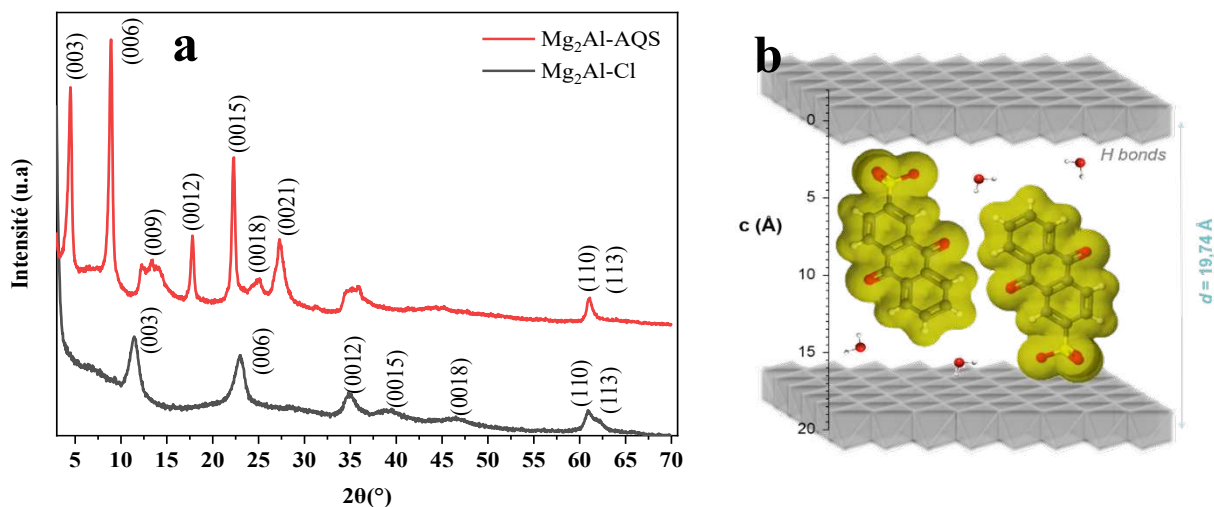 a
Mg₂Al-AQS
Mg₂Al-Cl
(003)
(006)
(009)
(0012)
(0015)
(0018)
(0021)
(110)
(113)
(003)
(006)
(0012)
(0015)
(0018)
(110)
(113)
Intensité (u.a)
5 10 15 20 25 30 35 40 45 50 55 60 65 70
2θ(°)
b
0
5
10
15
20
c (Å)
H bonds
d = 19,74 Å